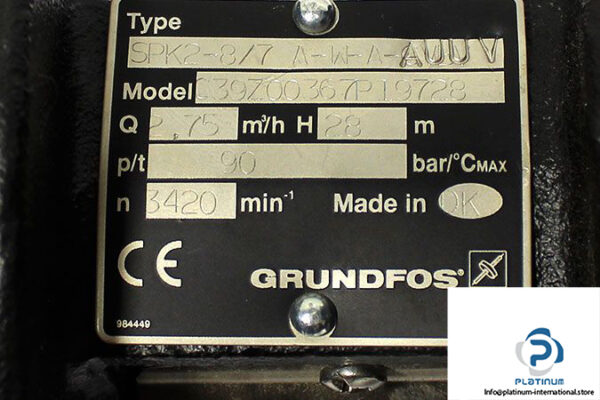 Type SPK2-8/7 A-W-A-AUUV
Model C39Z00367P19728
Q 2,75 m³/h H 28 m
p/t 90 bar/°CMAX
n 3420 min⁻¹ Made in DK
CE GRUNDFOS
984449
PLATINUM
Info@platinum-international.store